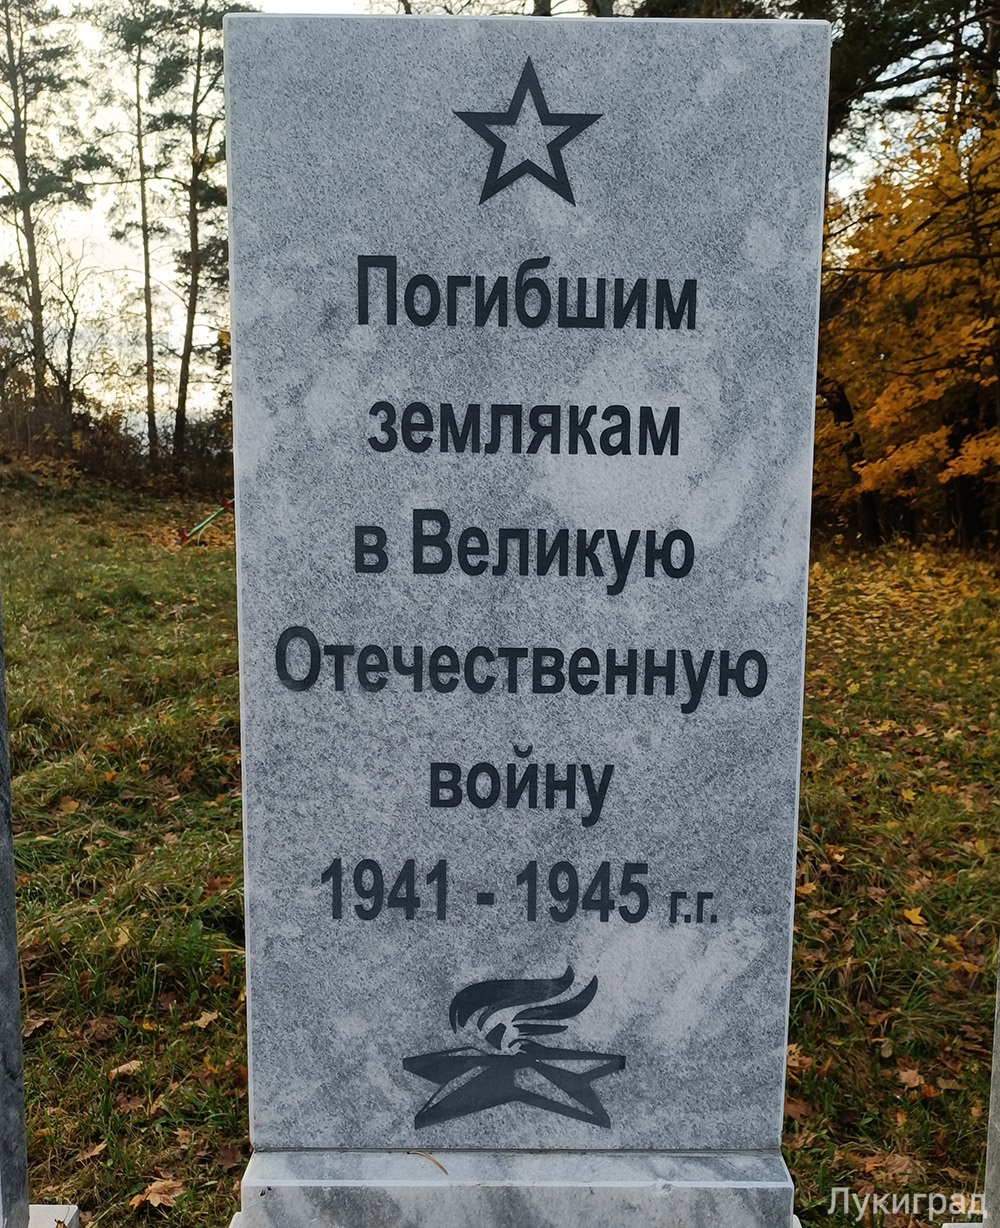 Погибшим
землякам
в Великую
Отечественную
войну
1941 - 1945 г.г.
Лукиград